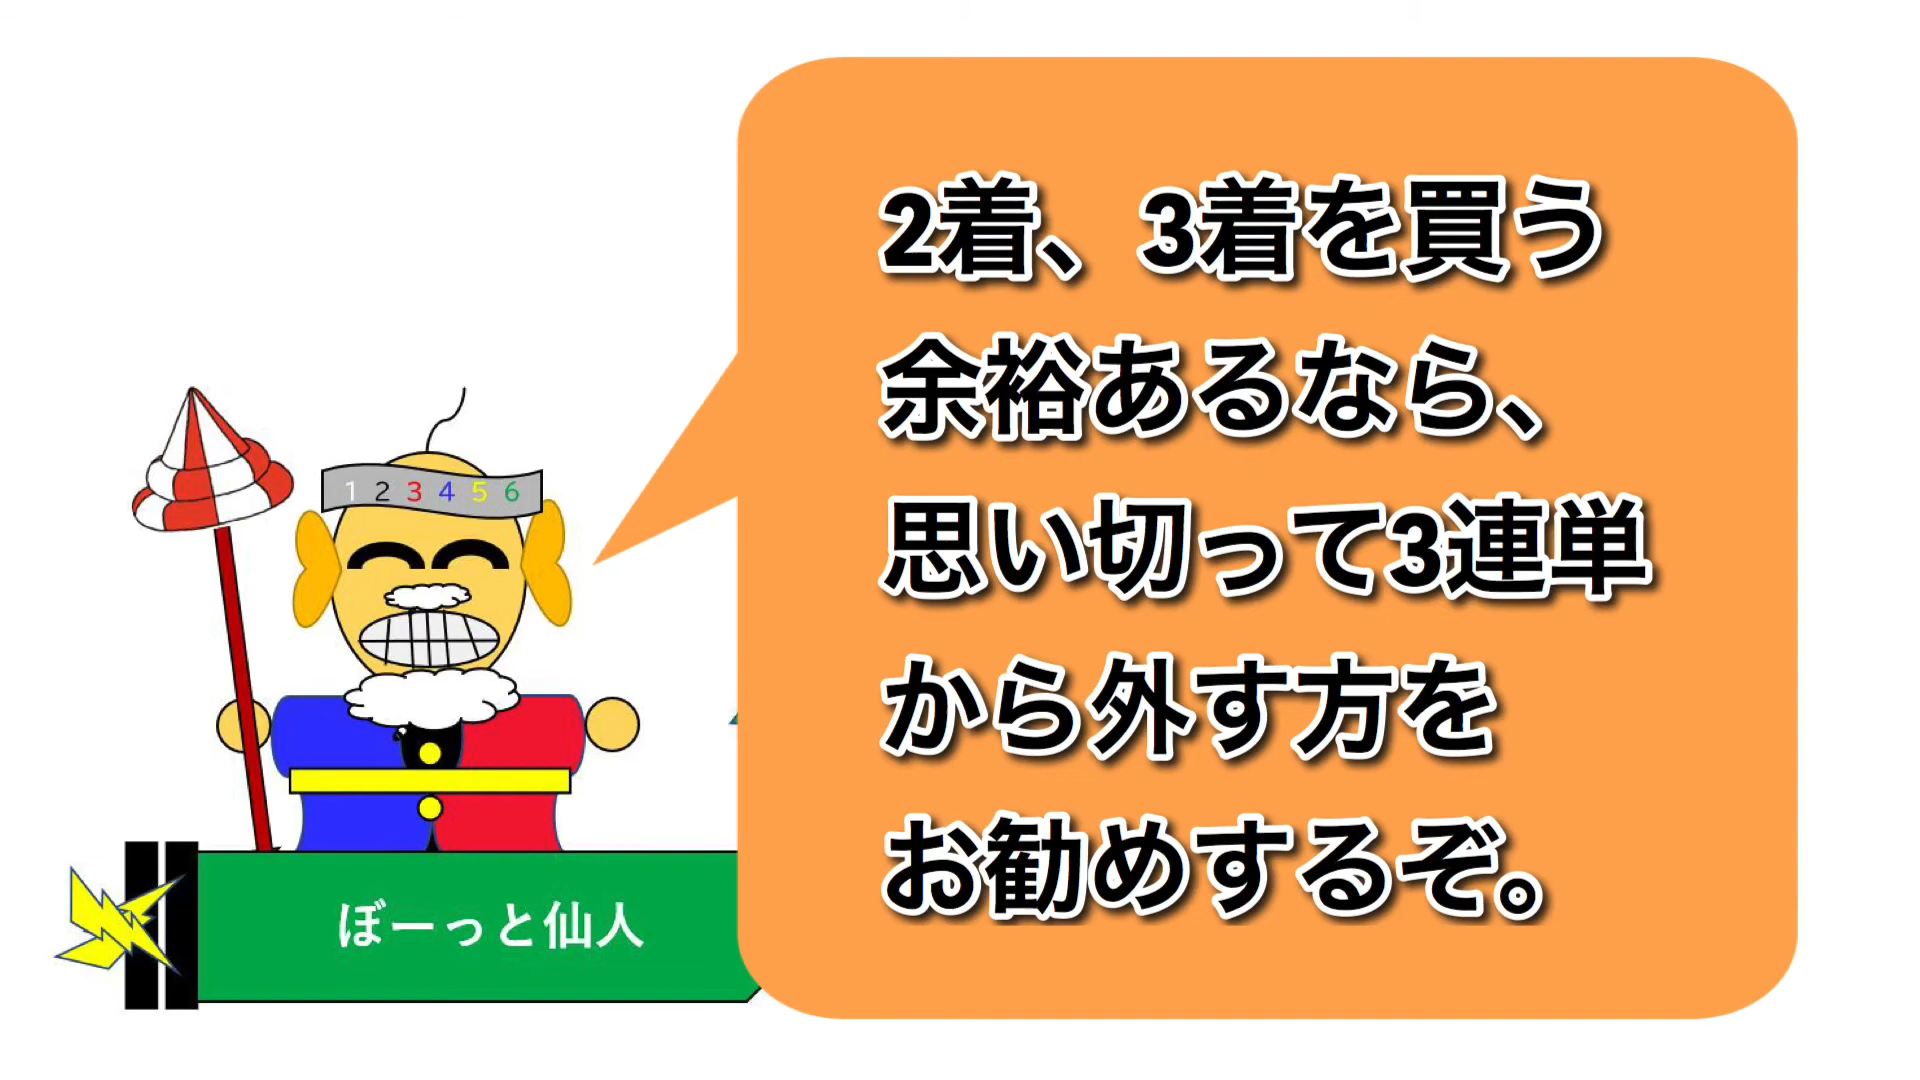 2着、3着を買う
余裕あるなら、
思い切って3連単
から外す方を
お勧めするぞ。
1 2 3 4 5 6
ぼーっと仙人